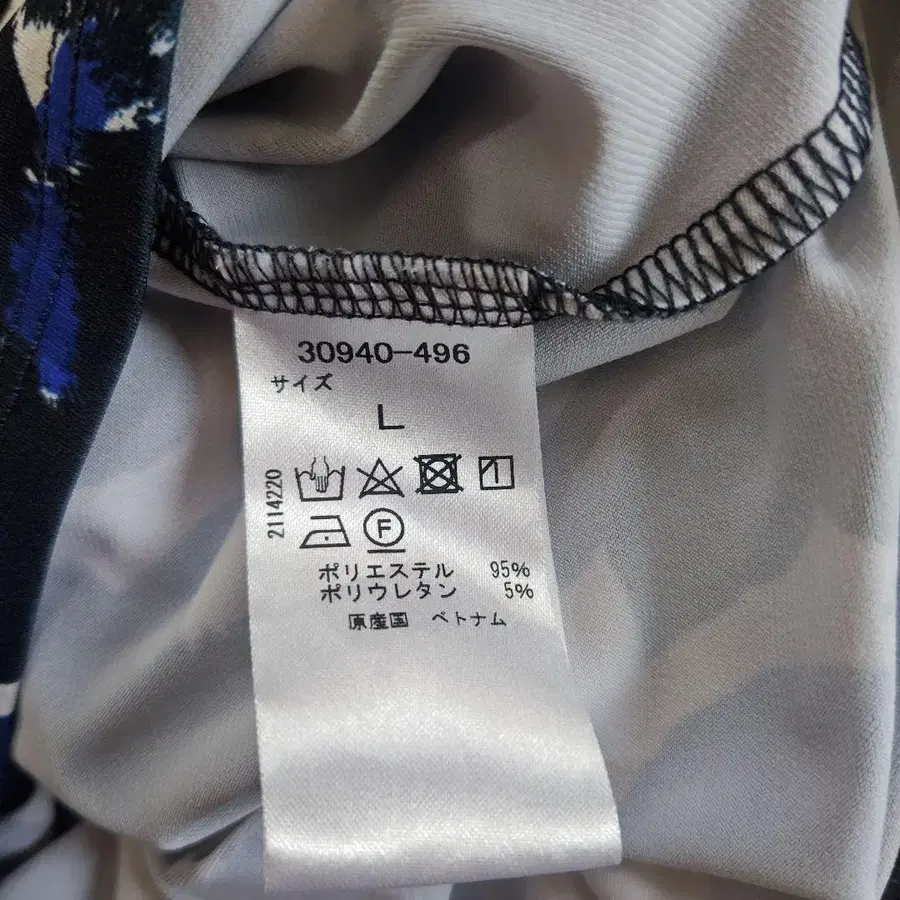 30940-496
サイズ
L
2114220
F
ポリエステル 95%
ポリウレタン 5%
原産国 ベトナム